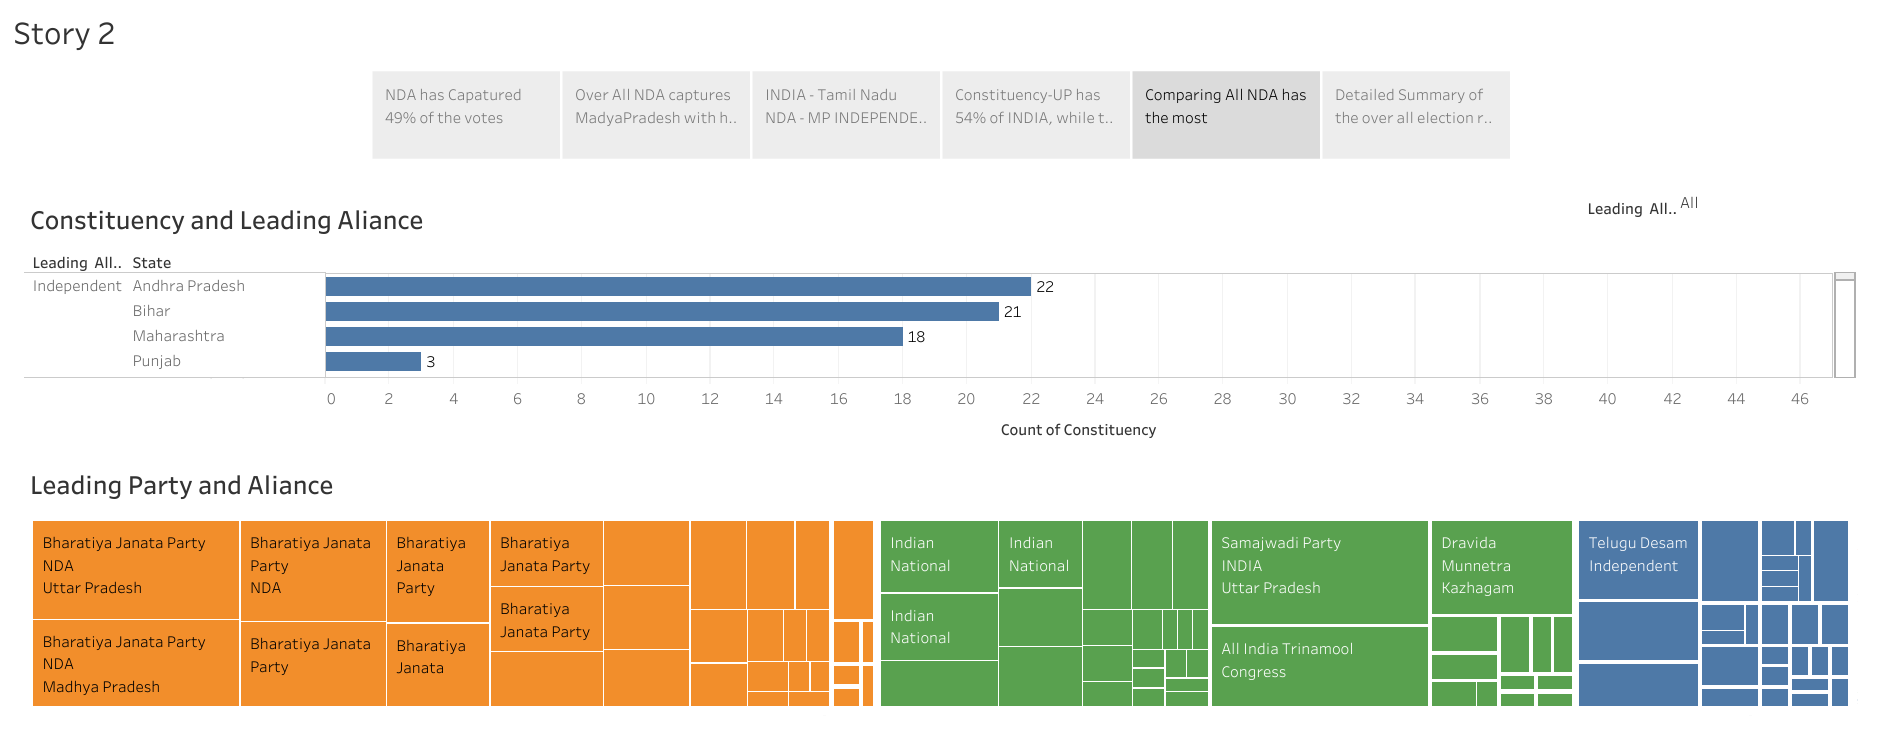 Story 2
NDA has Capatured
49% of the votes
Over All NDA captures
MadyaPradesh with h..
INDIA - Tamil Nadu
NDA - MP INDEPENDE..
Constituency-UP has
54% of INDIA, while t..
Comparing All NDA has
the most
Detailed Summary of
the over all election r..
Constituency and Leading Aliance
Leading All.. All
Leading All.. State
Independent Andhra Pradesh 22
Bihar 21
Maharashtra 18
Punjab 3
0 2 4 6 8 10 12 14 16 18 20 22 24 26 28 30 32 34 36 38 40 42 44 46
Count of Constituency
Leading Party and Aliance
Bharatiya Janata Party
NDA
Uttar Pradesh
Bharatiya Janata Party
NDA
Madhya Pradesh
Bharatiya Janata
Party
NDA
Bharatiya Janata
Party
Bharatiya
Janata
Party
Bharatiya
Janata
Bharatiya
Janata Party
Bharatiya
Janata Party
Indian
National
Indian
National
Indian
National
Samajwadi Party
INDIA
Uttar Pradesh
All India Trinamool
Congress
Dravida
Munnetra
Kazhagam
Telugu Desam
Independent